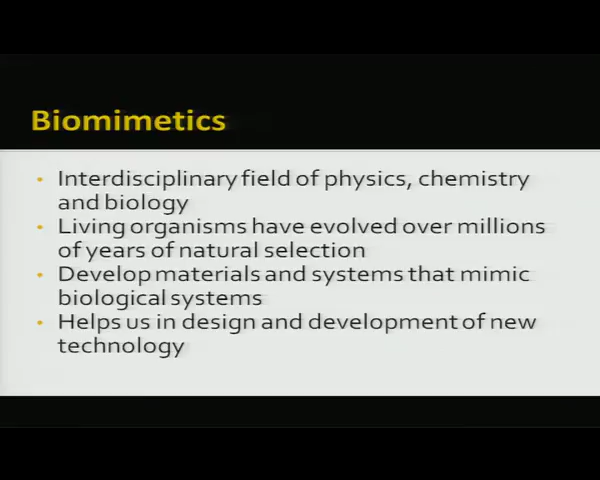 Biomimetics
• Interdisciplinary field of physics, chemistry
and biology
• Living organisms have evolved over millions
of years of natural selection
• Develop materials and systems that mimic
biological systems
• Helps us in design and development of new
technology